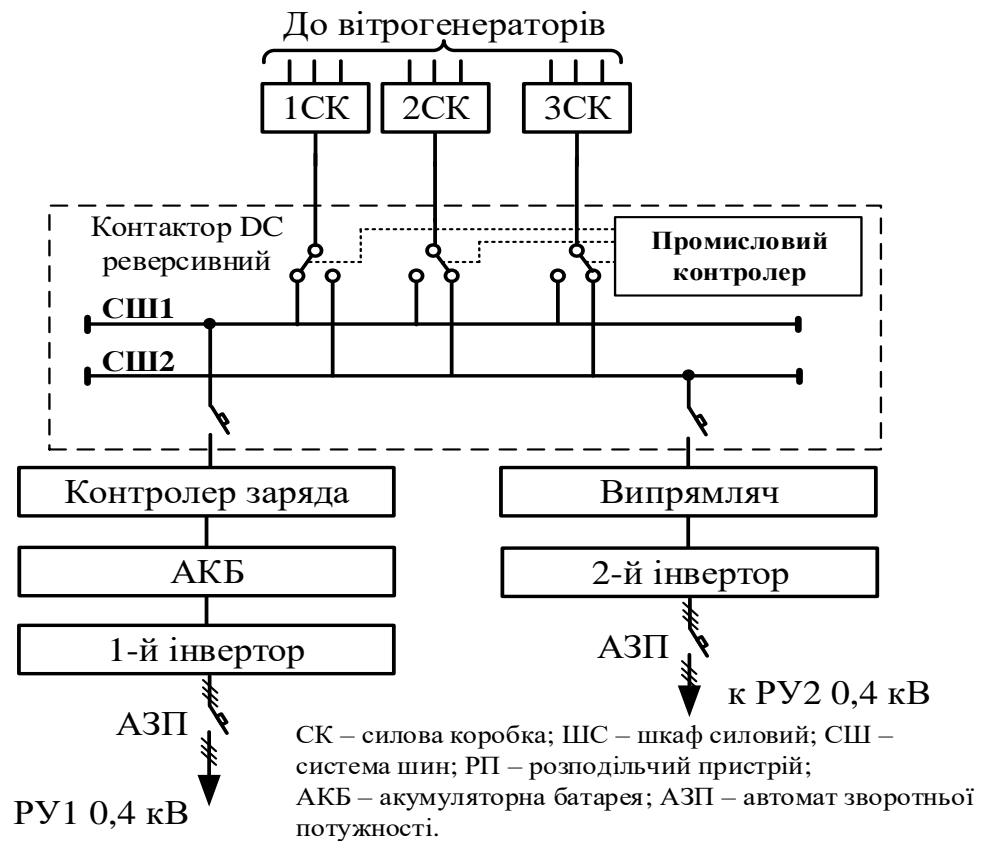 До вітрогенераторів
1СК 2СК 3СК
Контактор DC
реверсивний
Промисловий
контролер
СШ1
СШ2
Контролер заряда
Випрямляч
АКБ
2-й інвертор
1-й інвертор
АЗП
к РУ2 0,4 кВ
АЗП
РУ1 0,4 кВ
СК – силова коробка; ШС – шкаф силовий; СШ –
система шин; РП – розподільчий пристрій;
АКБ – акумуляторна батарея; АЗП – автомат зворотньої
потужності.